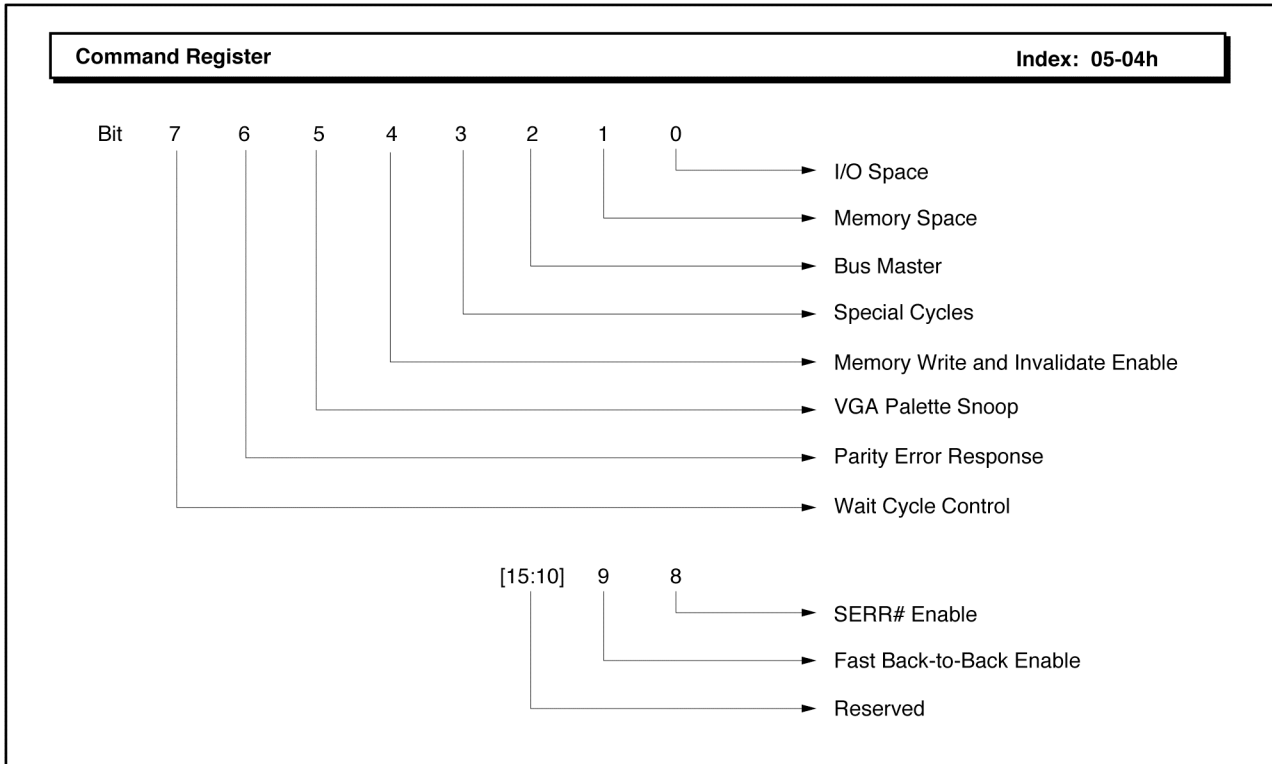 Command Register Index: 05-04h
Bit 7 6 5 4 3 2 1 0
I/O Space
Memory Space
Bus Master
Special Cycles
Memory Write and Invalidate Enable
VGA Palette Snoop
Parity Error Response
Wait Cycle Control
[15:10] 9 8
SERR# Enable
Fast Back-to-Back Enable
Reserved